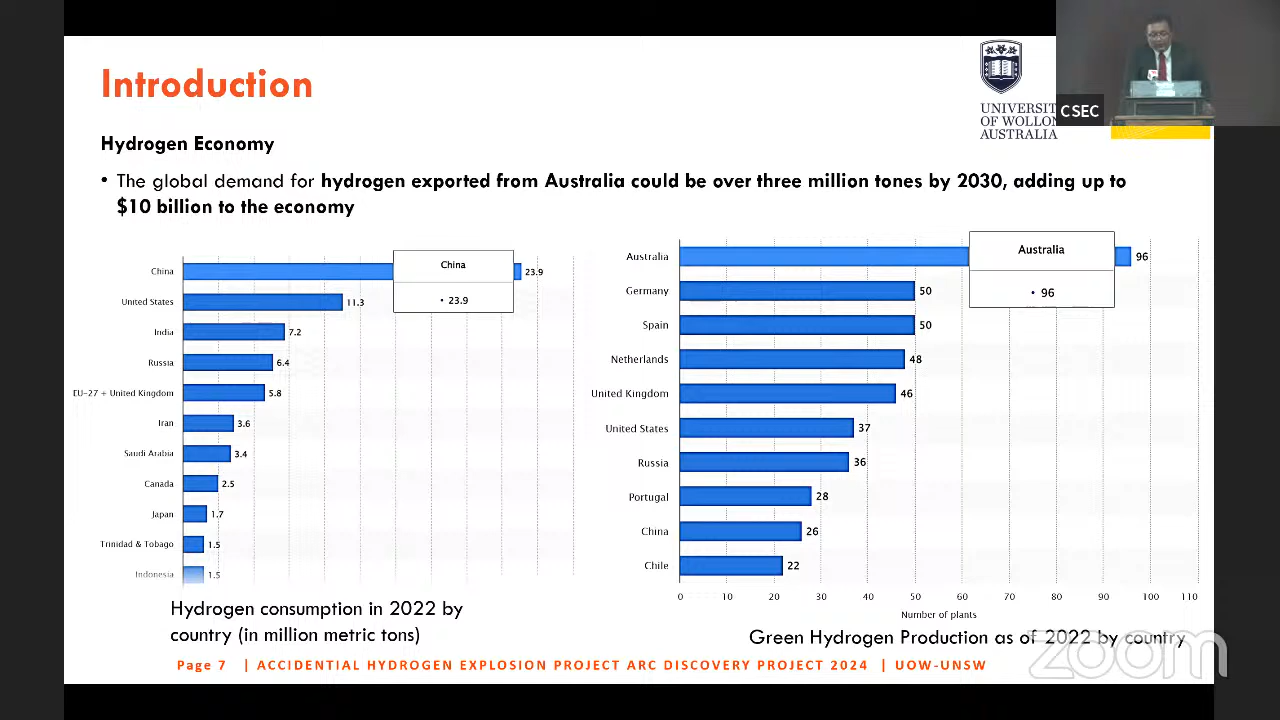 Introduction
UNIVERSIT
OF WOLLON
AUSTRALIA
CSEC
Hydrogen Economy
• The global demand for hydrogen exported from Australia could be over three million tones by 2030, adding up to
$10 billion to the economy
China 23.9
United States 11.3
India 7.2
Russia 6.4
EU-27 + United Kingdom 5.8
Iran 3.6
Saudi Arabia 3.4
Canada 2.5
Japan 1.7
Trinidad & Tobago 1.5
Indonesia 1.5
China
• 23.9
Hydrogen consumption in 2022 by
country (in million metric tons)
Australia 96
Germany 50
Spain 50
Netherlands 48
United Kingdom 46
United States 37
Russia 36
Portugal 28
China 26
Chile 22
Australia
• 96
0 10 20 30 40 50 60 70 80 90 100 110
Number of plants
Green Hydrogen Production as of 2022 by country
Page 7 | ACCIDENTIAL HYDROGEN EXPLOSION PROJECT ARC DISCOVERY PROJECT 2024 | UOW-UNSW
zoom